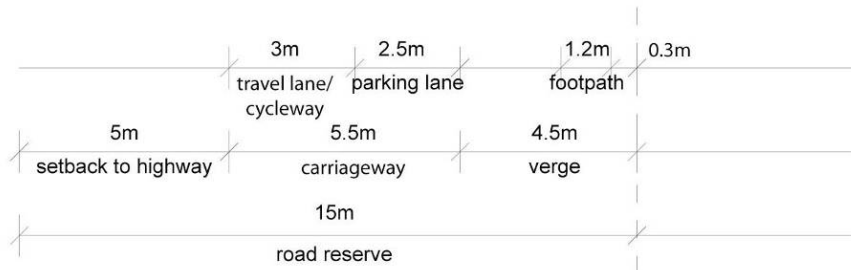 3m 2.5m 1.2m 0.3m
travel lane/ parking lane footpath
cycleway
5m 5.5m 4.5m
setback to highway carriageway verge
15m
road reserve